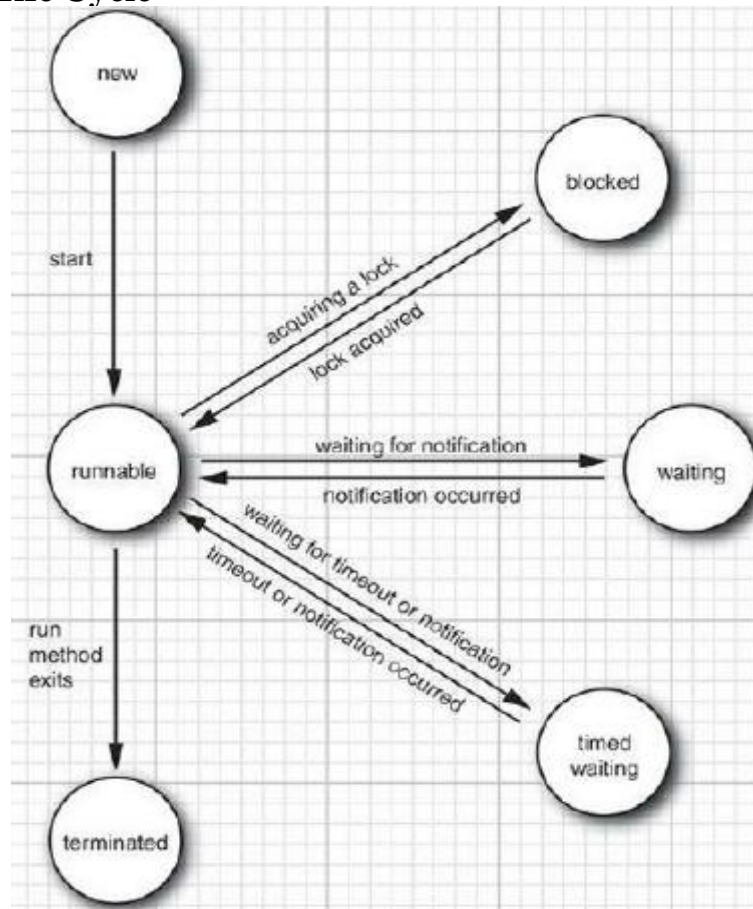 new
blocked
start
acquiring a lock
lock acquired
runnable
waiting for notification
notification occurred
waiting
waiting for timeout or notification
timeout or notification occurred
run
method
exits
timed
waiting
terminated